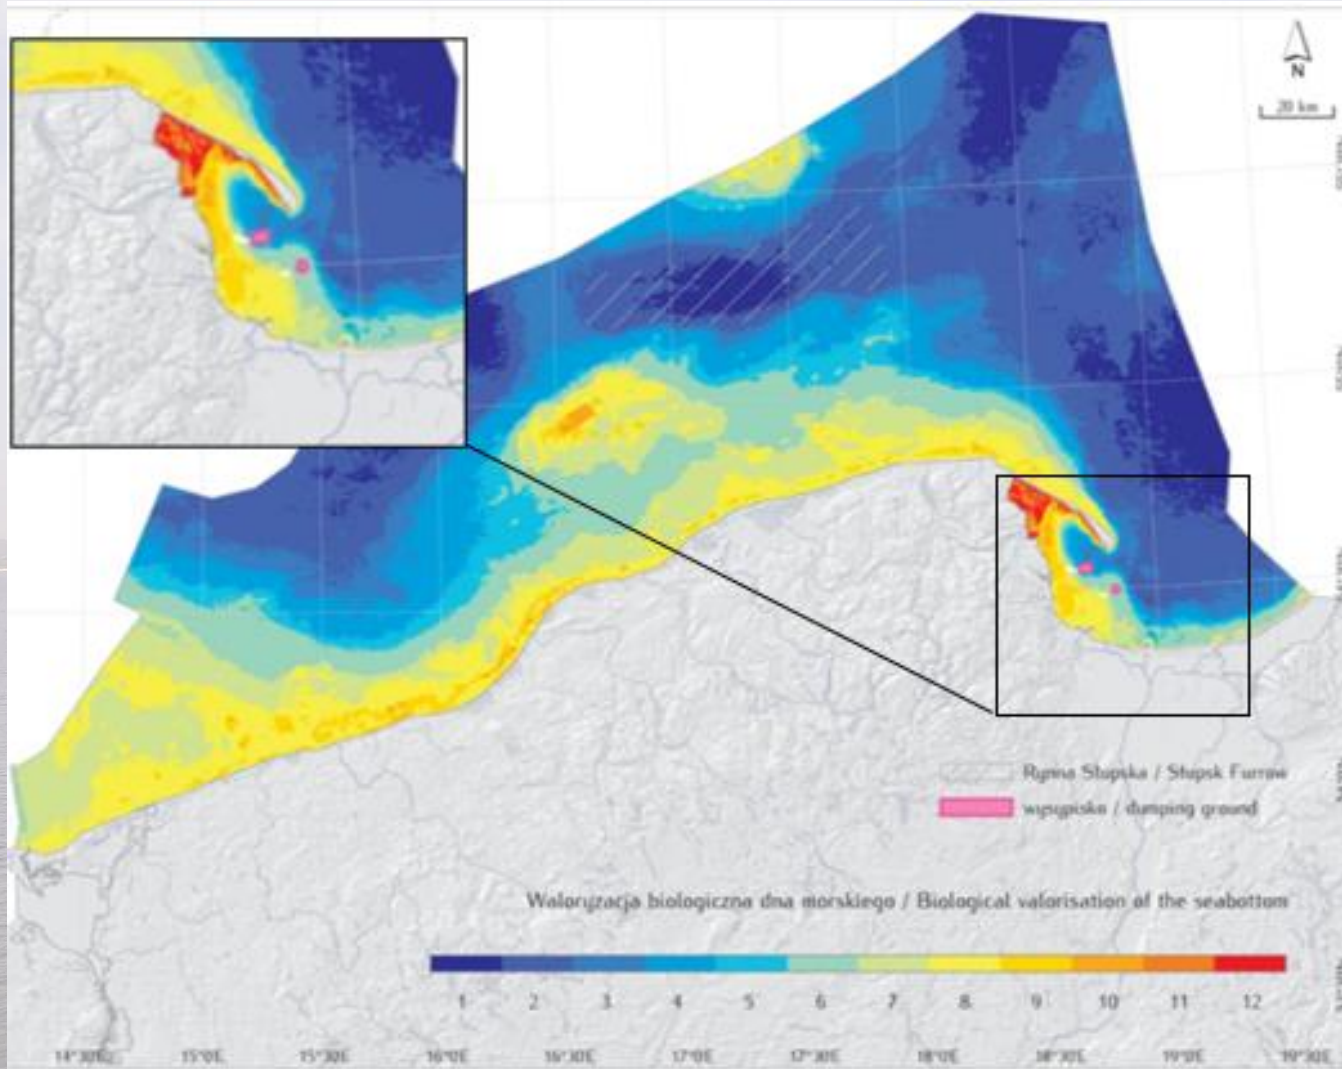 N
20 km
Rynna Słupska / Słupsk Furrow
wysypisko / dumping ground
Waloryzacja biologiczna dna morskiego / Biological valorisation of the seabottom
1 2 3 4 5 6 7 8 9 10 11 12
14°30'E 15°0'E 15°30'E 16°0'E 16°30'E 17°0'E 17°30'E 18°0'E 18°30'E 19°0'E 19°30'E